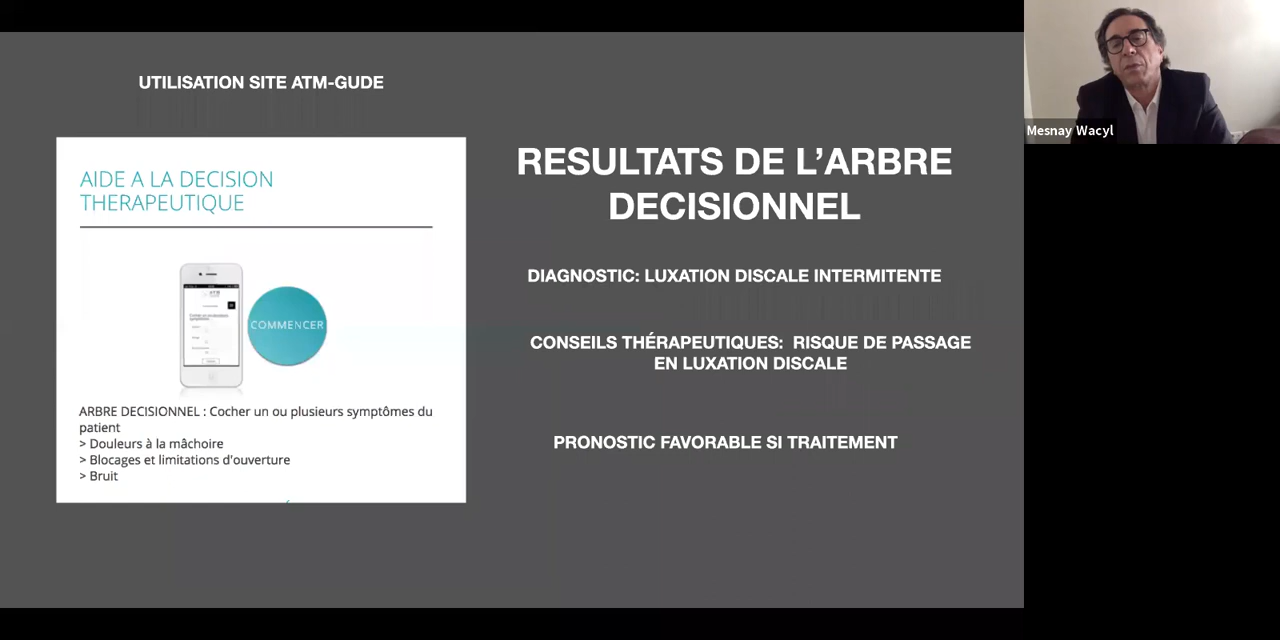 UTILISATION SITE ATM-GUDE
AIDE A LA DECISION
THERAPEUTIQUE
COMMENCER
ARBRE DECISIONNEL : Cocher un ou plusieurs symptômes du
patient
> Douleurs à la mâchoire
> Blocages et limitations d'ouverture
> Bruit
RESULTATS DE L'ARBRE
DECISIONNEL
DIAGNOSTIC: LUXATION DISCALE INTERMITENTE
CONSEILS THÉRAPEUTIQUES: RISQUE DE PASSAGE
EN LUXATION DISCALE
PRONOSTIC FAVORABLE SI TRAITEMENT
Mesnay Wacyl